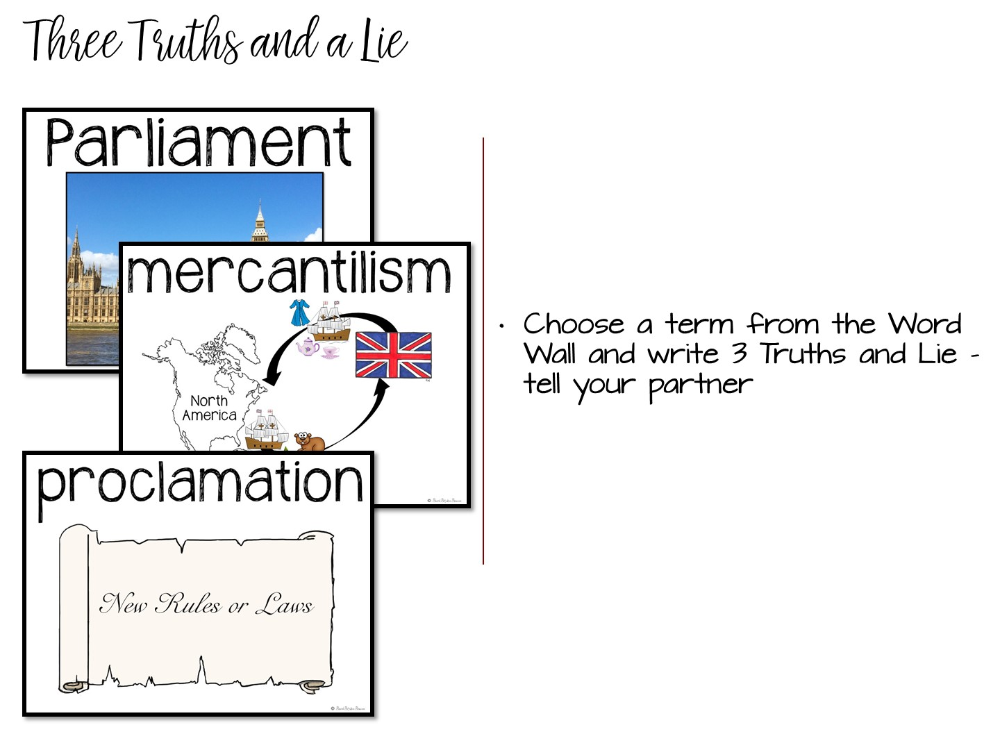 Three Truths and a Lie
Parliament
mercantilism
North
America
proclamation
New Rules or Laws
• Choose a term from the Word
Wall and write 3 Truths and Lie -
tell your partner